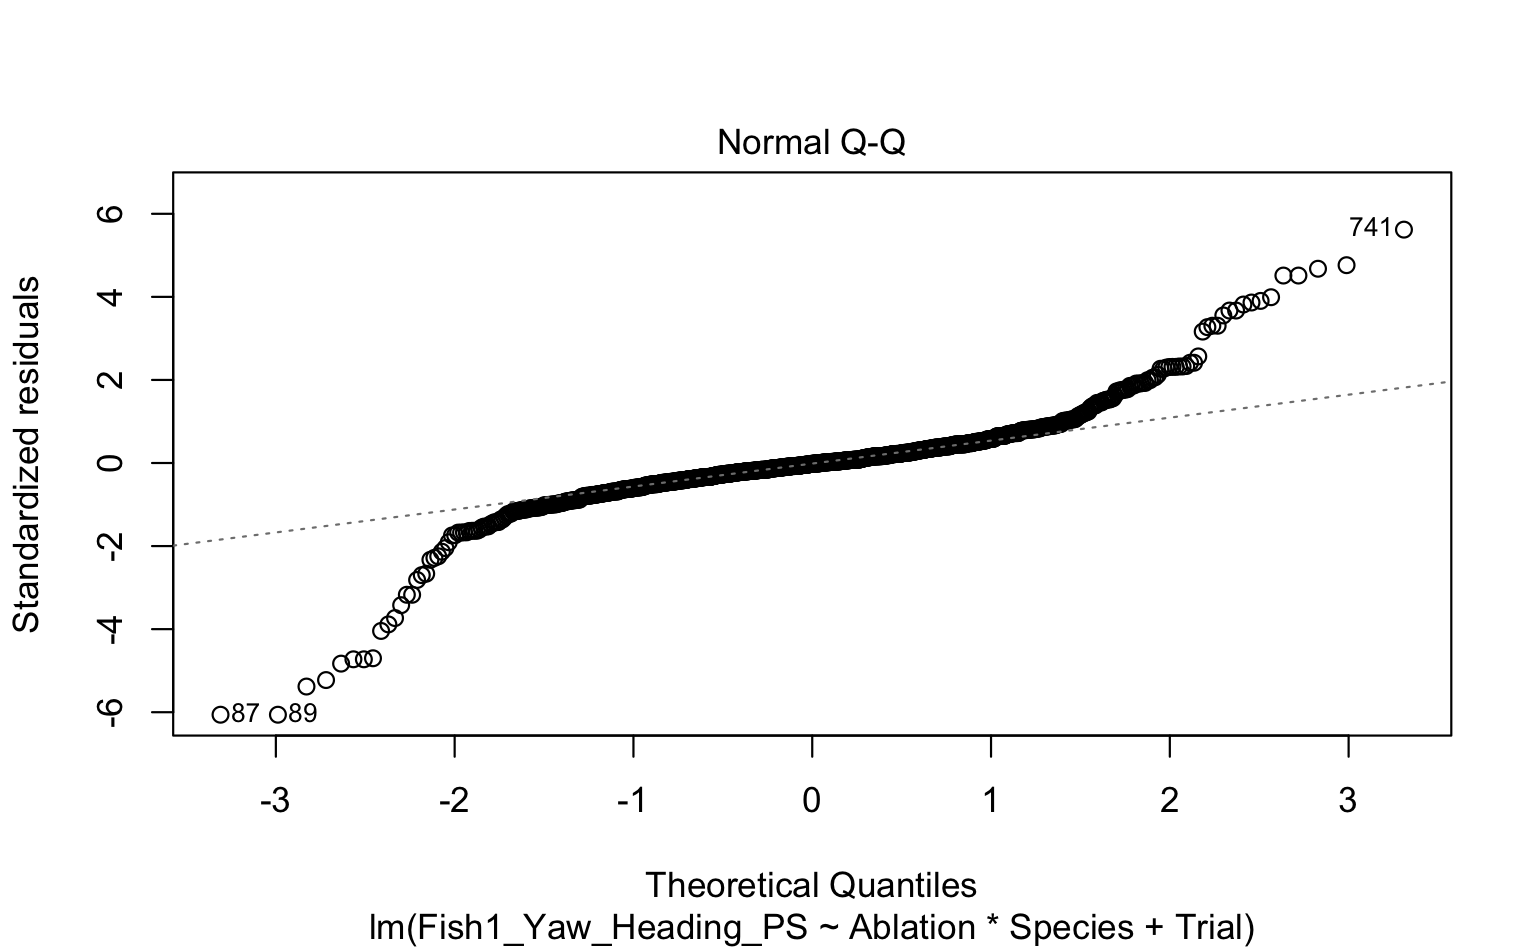 Normal Q-Q
Standardized residuals
6
4
2
0
-2
-4
-6
741
87
89
-3 -2 -1 0 1 2 3
Theoretical Quantiles
lm(Fish1_Yaw_Heading_PS ~ Ablation * Species + Trial)